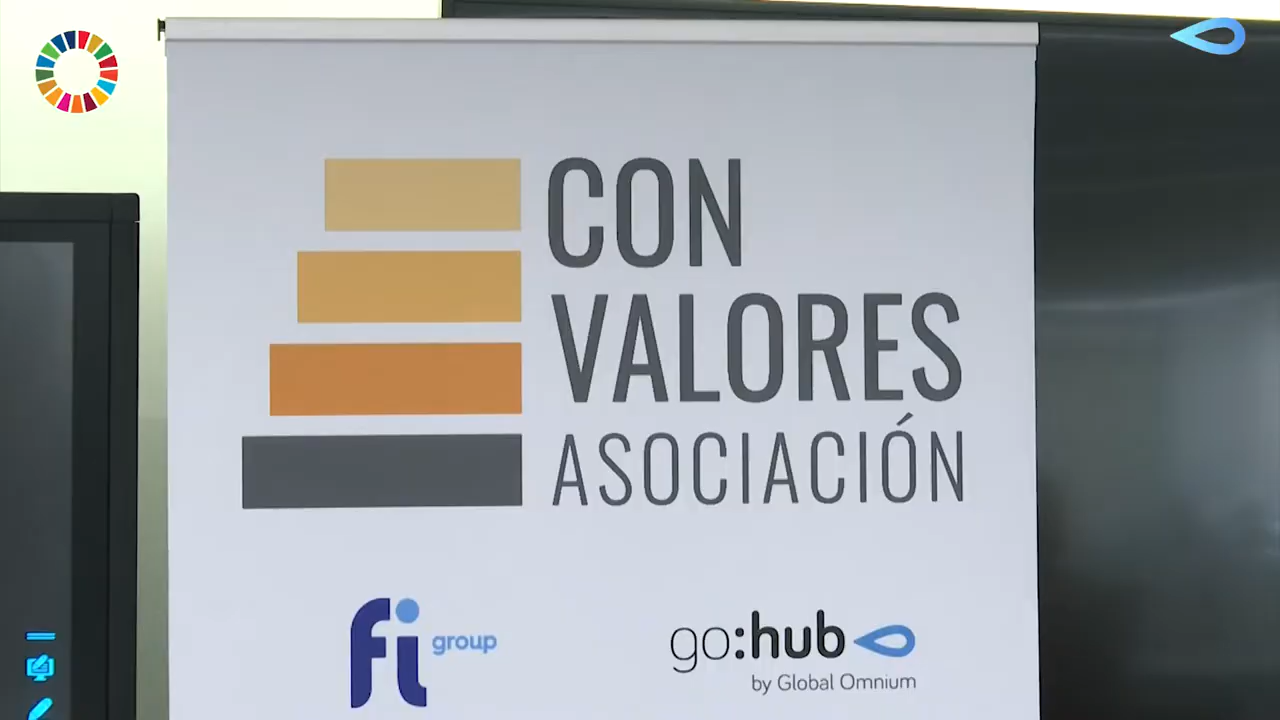 CON
VALORES
ASOCIACIÓN
fi group
go:hub
by Global Omnium